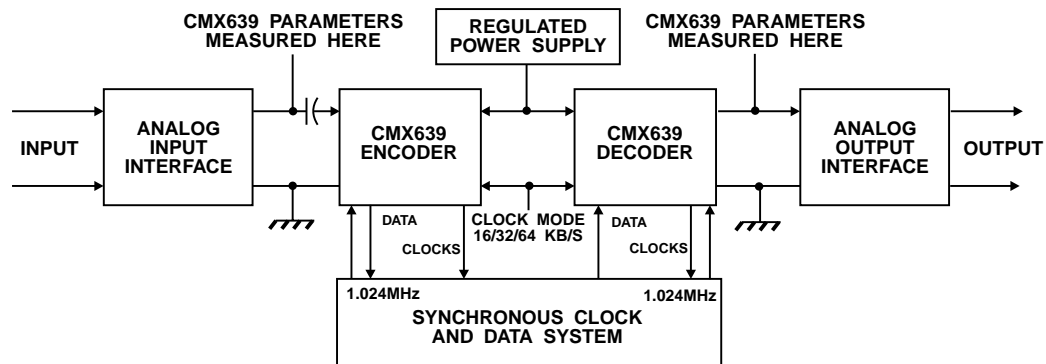 CMX639 PARAMETERS
MEASURED HERE
REGULATED
POWER SUPPLY
CMX639 PARAMETERS
MEASURED HERE
INPUT
ANALOG
INPUT
INTERFACE
CMX639
ENCODER
CMX639
DECODER
ANALOG
OUTPUT
INTERFACE
OUTPUT
DATA
CLOCKS
CLOCK MODE
16/32/64 KB/S
DATA
CLOCKS
1.024MHz
1.024MHz
SYNCHRONOUS CLOCK
AND DATA SYSTEM